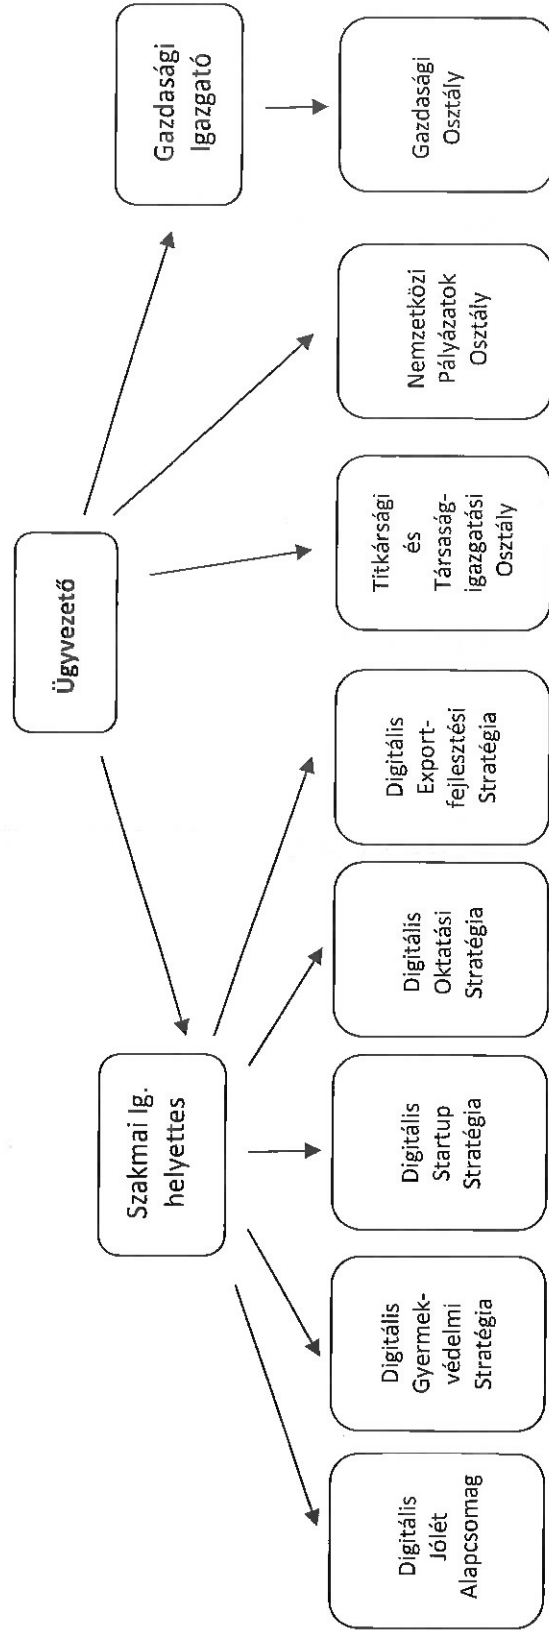 Ügyvezető
Szakmai Ig.
helyettes
Gazdasági
Igazgató
Digitális
Jólét
Alapcsomag
Digitális
Gyermek-
védelmi
Stratégia
Digitális
Startup
Stratégia
Digitális
Oktatási
Stratégia
Digitális
Export-
fejlesztési
Stratégia
Titkársági
és
Társaság-
igazgatási
Osztály
Nemzetközi
Pályázatok
Osztály
Gazdasági
Osztály